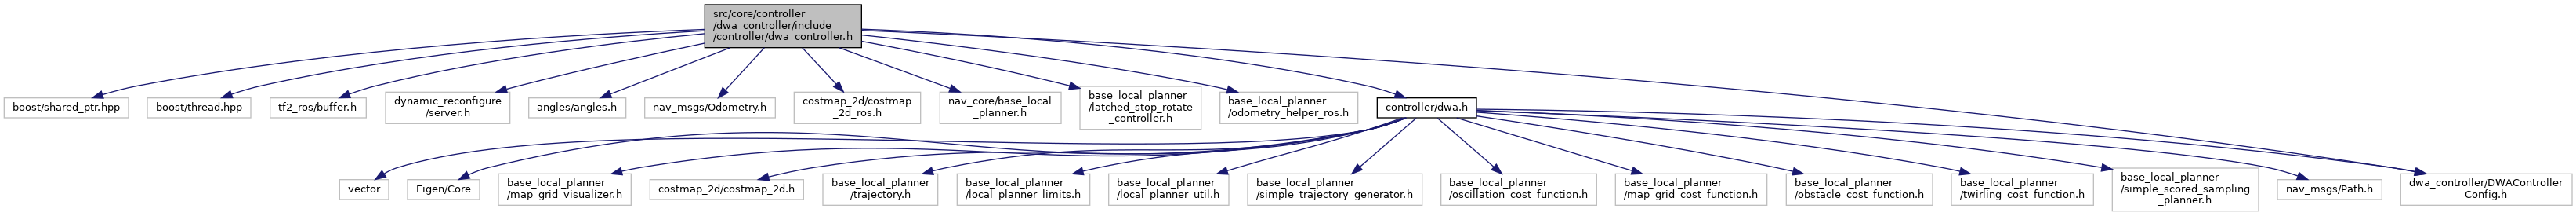 src/core/controller
/dwa_controller/include
/controller/dwa_controller.h
boost/shared_ptr.hpp
boost/thread.hpp
tf2_ros/buffer.h
dynamic_reconfigure
/server.h
angles/angles.h
nav_msgs/Odometry.h
costmap_2d/costmap
_2d_ros.h
nav_core/base_local
_planner.h
base_local_planner
/latched_stop_rotate
_controller.h
base_local_planner
/odometry_helper_ros.h
controller/dwa.h
vector
Eigen/Core
base_local_planner
/map_grid_visualizer.h
costmap_2d/costmap_2d.h
base_local_planner
/trajectory.h
base_local_planner
/local_planner_limits.h
base_local_planner
/local_planner_util.h
base_local_planner
/simple_trajectory_generator.h
base_local_planner
/oscillation_cost_function.h
base_local_planner
/map_grid_cost_function.h
base_local_planner
/obstacle_cost_function.h
base_local_planner
/twirling_cost_function.h
base_local_planner
/simple_scored_sampling
_planner.h
nav_msgs/Path.h
dwa_controller/DWAController
Config.h